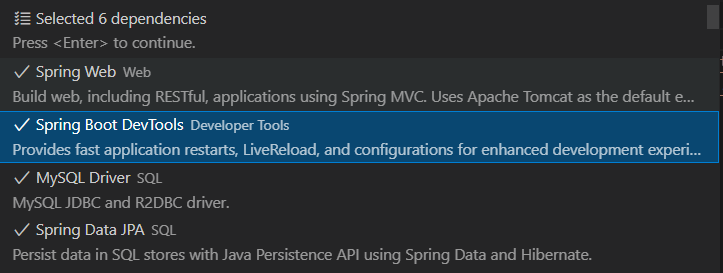 Selected 6 dependencies
Press <Enter> to continue.
Spring Web Web
Build web, including RESTful, applications using Spring MVC. Uses Apache Tomcat as the default e...
Spring Boot DevTools Developer Tools
Provides fast application restarts, LiveReload, and configurations for enhanced development experi...
MySQL Driver SQL
MySQL JDBC and R2DBC driver.
Spring Data JPA SQL
Persist data in SQL stores with Java Persistence API using Spring Data and Hibernate.